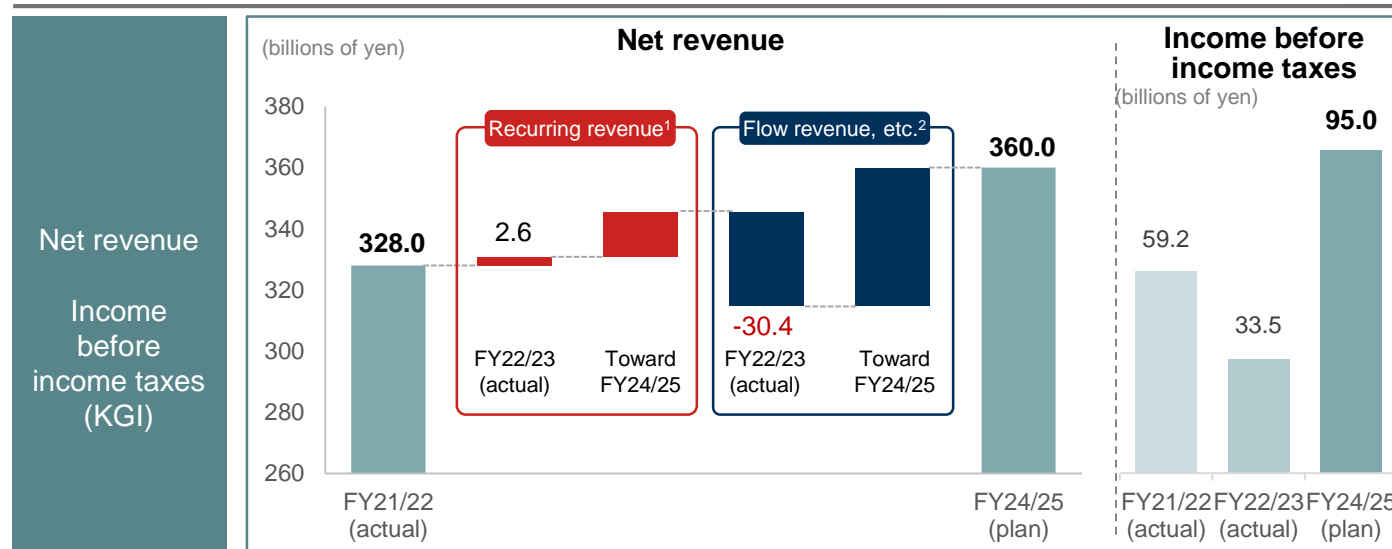 Net revenue
Income
before
income taxes
(KGI)
(billions of yen)
Net revenue
380
360
340
320
300
280
260
328.0
Recurring revenue1
2.6
FY22/23
(actual)
Toward
FY24/25
Flow revenue, etc.2
-30.4
FY22/23
(actual)
Toward
FY24/25
360.0
FY21/22
(actual)
FY24/25
(plan)
Income before
income taxes
(billions of yen)
59.2
33.5
95.0
FY21/22
(actual)
FY22/23
(actual)
FY24/25
(plan)